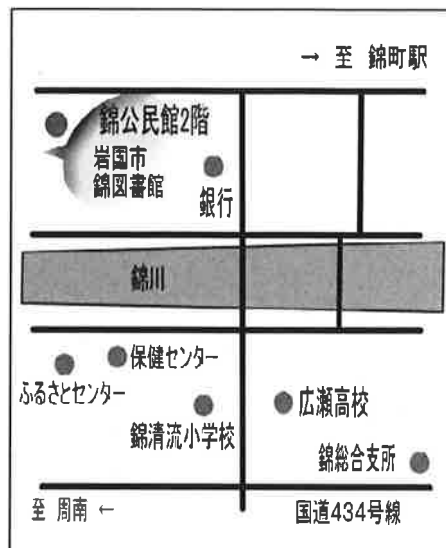 → 至 錦町駅
錦公民館2階
岩国市
錦図書館
銀行
錦川
保健センター
ふるさとセンター
錦清流小学校
広瀬高校
錦総合支所
至 周南 ←
国道434号線